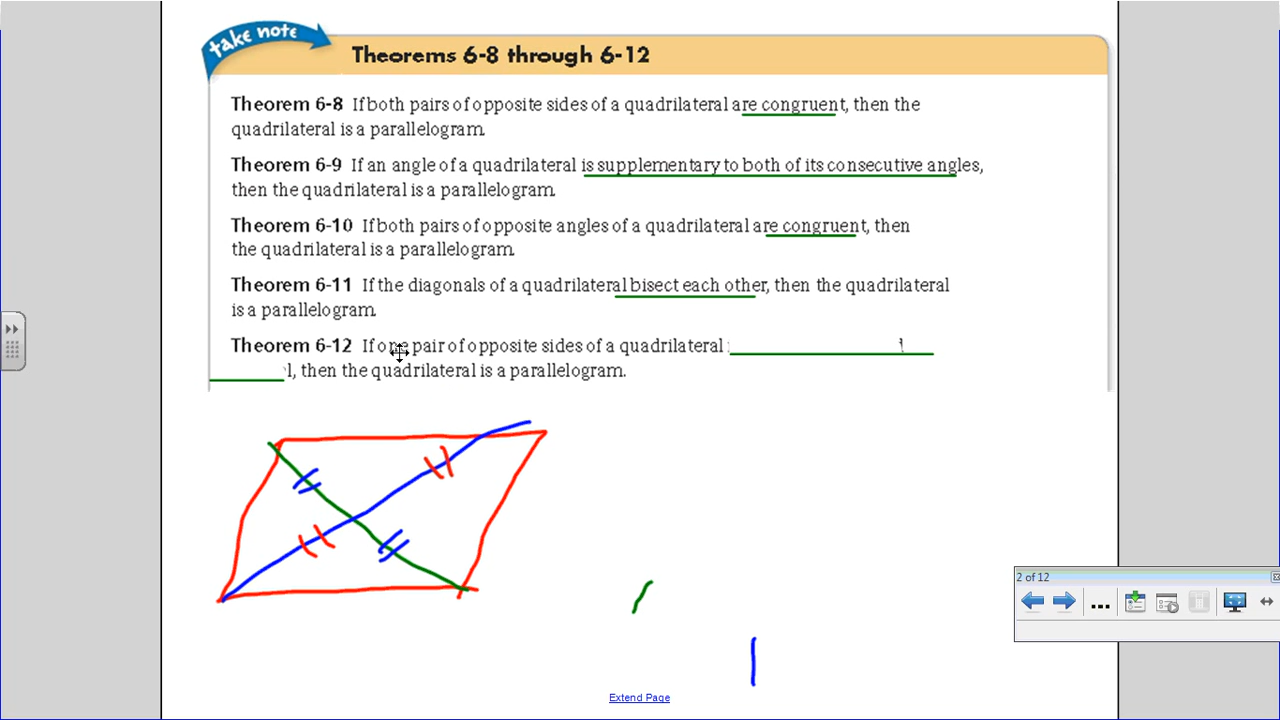 take note
Theorems 6-8 through 6-12
Theorem 6-8 If both pairs of opposite sides of a quadrilateral are congruent, then the
quadrilateral is a parallelogram.
Theorem 6-9 If an angle of a quadrilateral is supplementary to both of its consecutive angles,
then the quadrilateral is a parallelogram.
Theorem 6-10 If both pairs of opposite angles of a quadrilateral are congruent, then
the quadrilateral is a parallelogram.
Theorem 6-11 If the diagonals of a quadrilateral bisect each other, then the quadrilateral
is a parallelogram.
Theorem 6-12 If one pair of opposite sides of a quadrilateral
l, then the quadrilateral is a parallelogram.
2 of 12
...
Extend Page